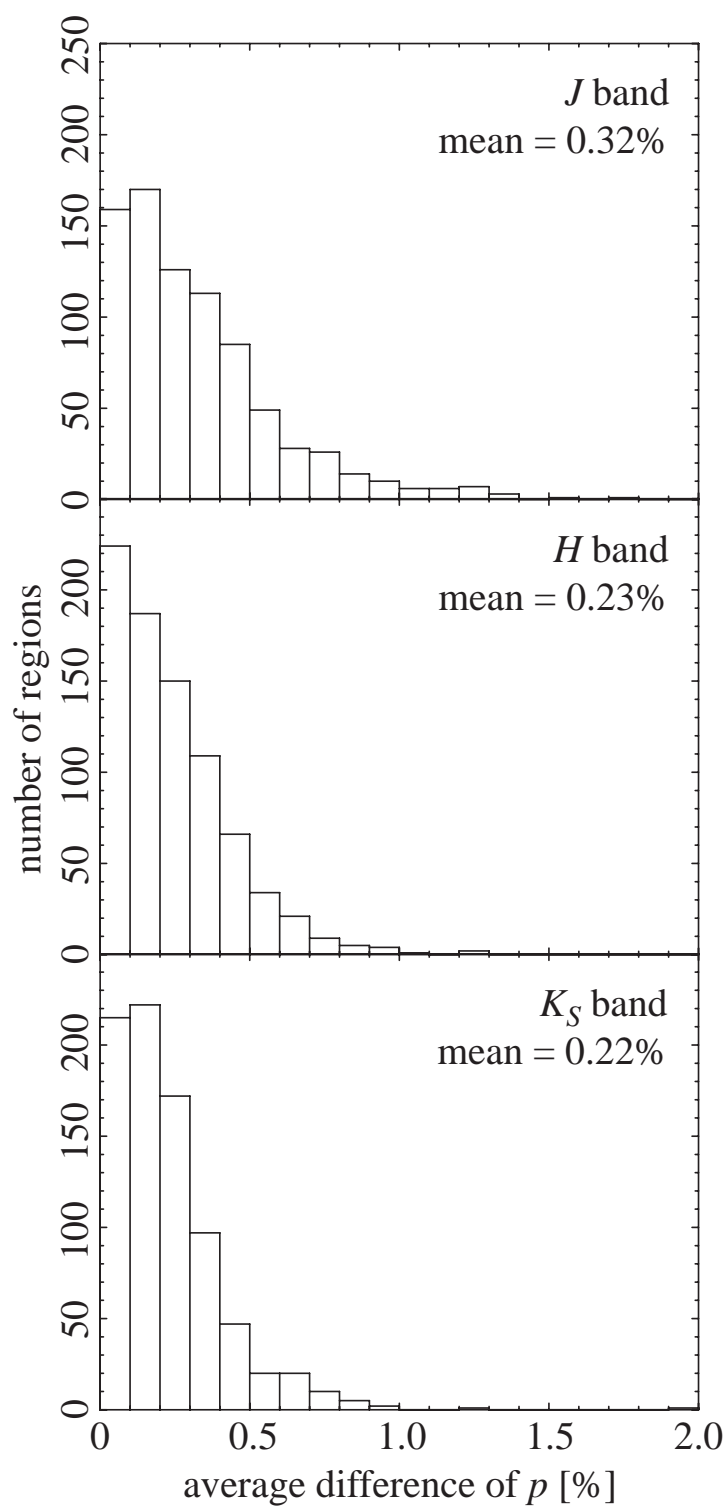 250
200
150
100
50
0
J band
mean = 0.32%
200
150
100
50
0
H band
mean = 0.23%
number of regions
200
150
100
50
0
K_S band
mean = 0.22%
0 0.5 1.0 1.5 2.0
average difference of p [%]